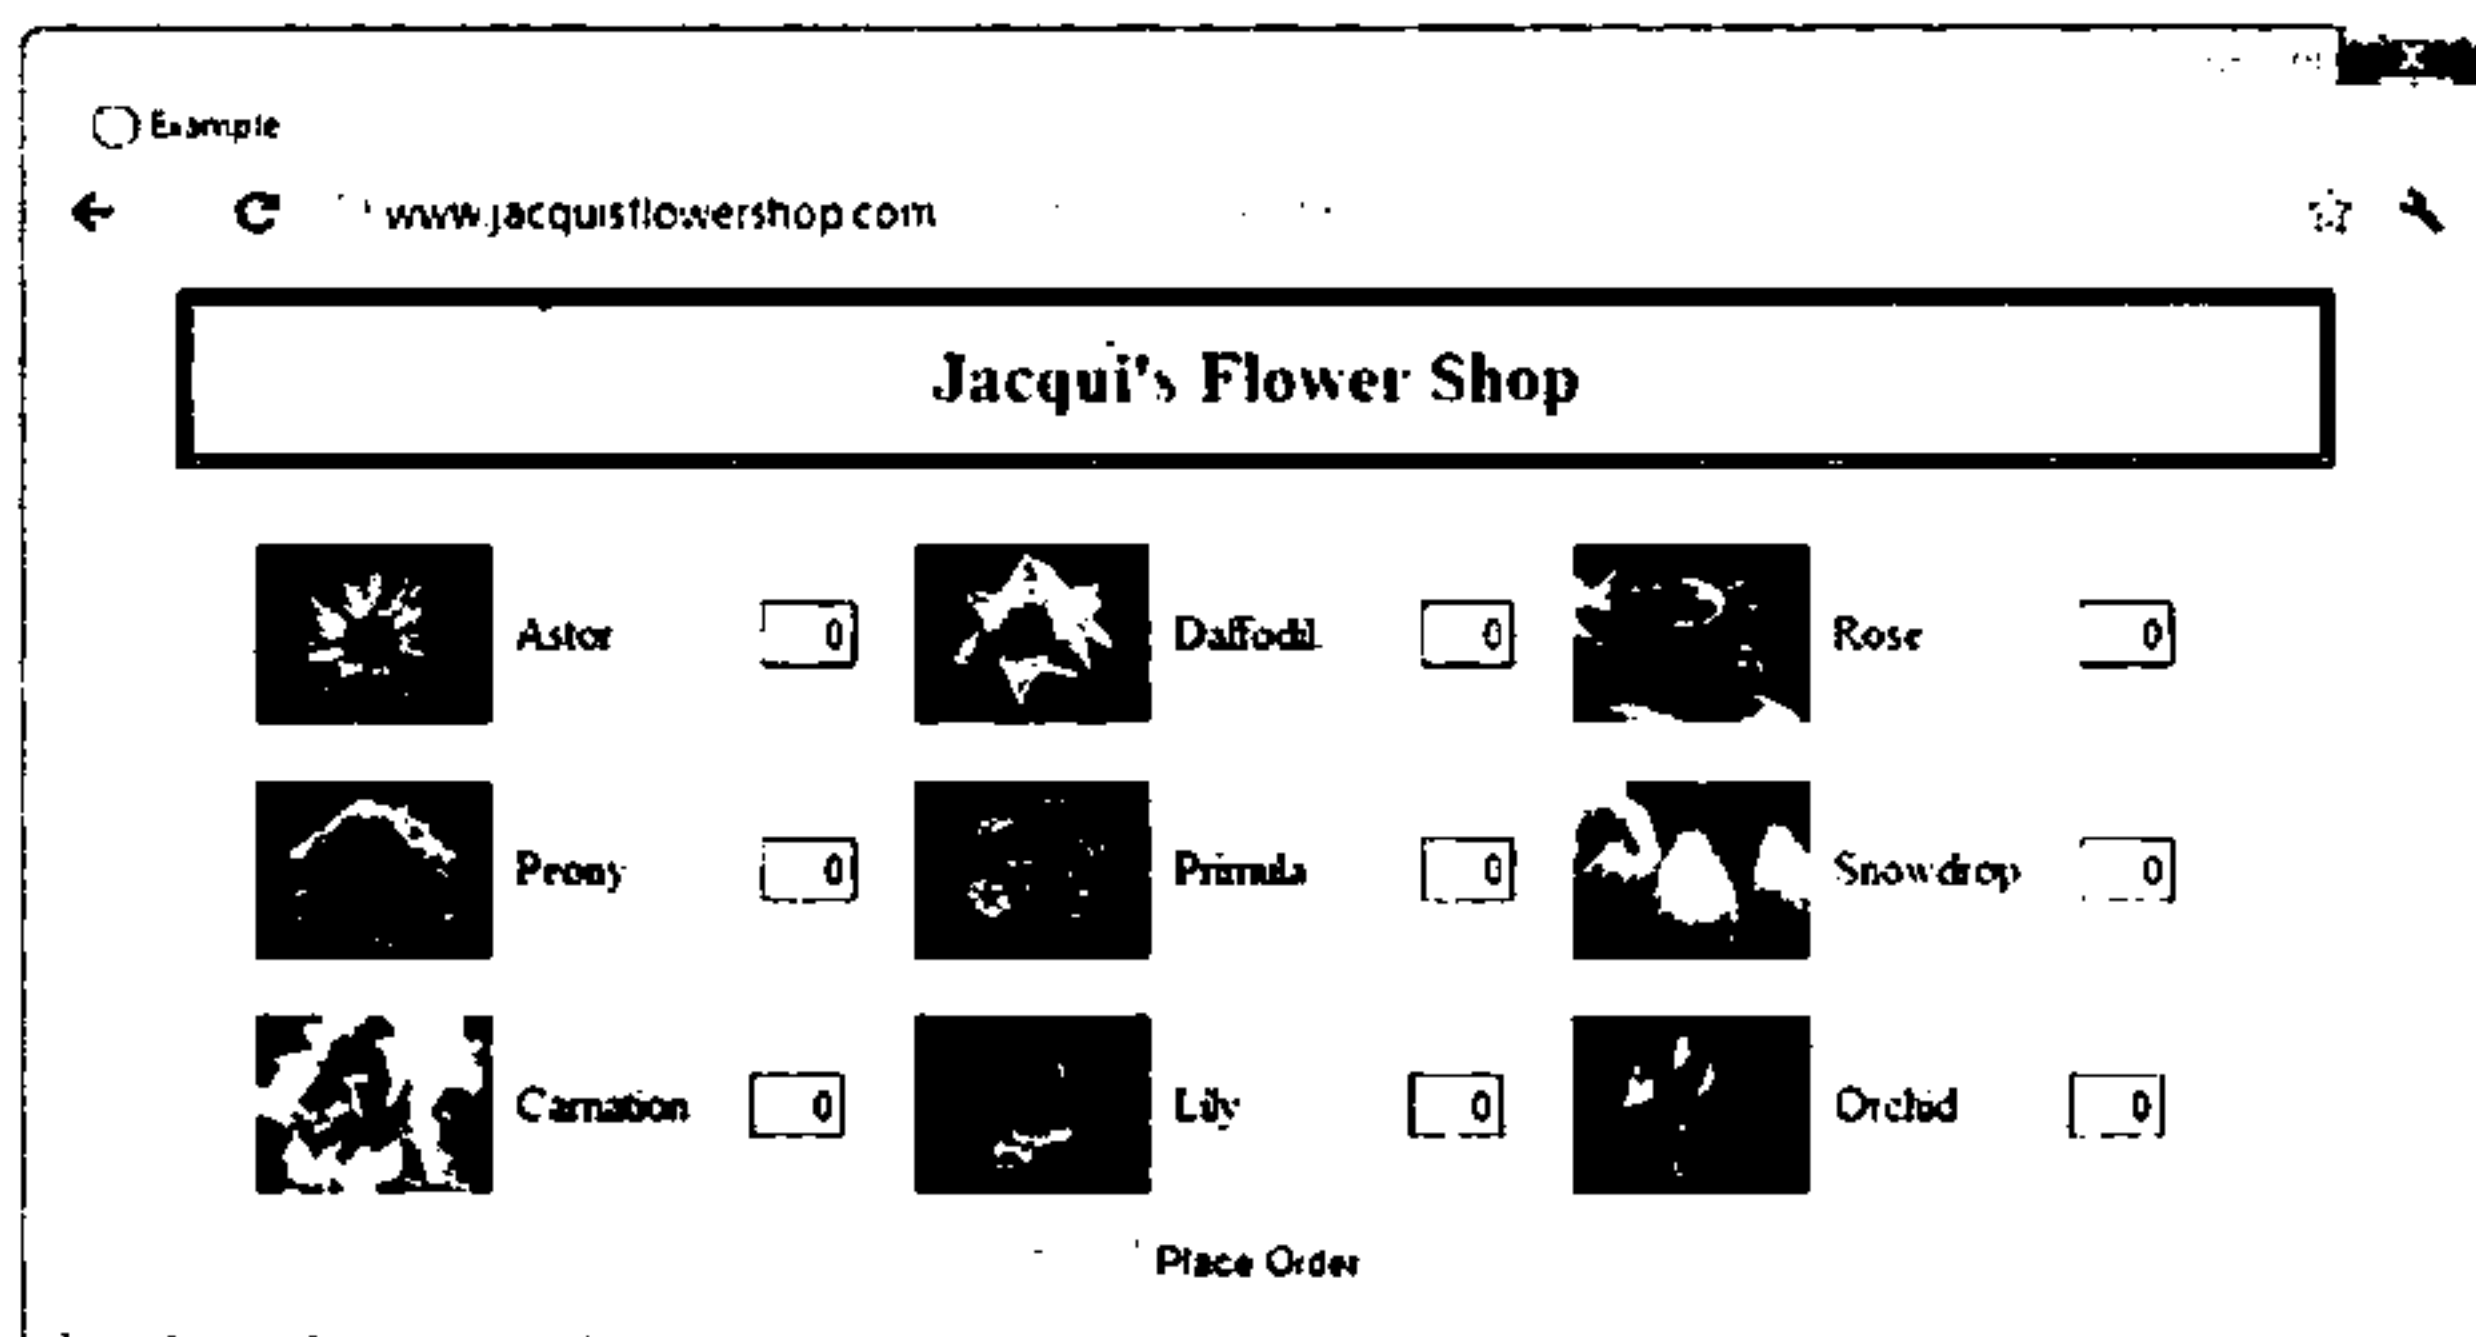 Example
www.jacquisflowershop.com
Jacqui's Flower Shop
Astor 0 Daffodil 0 Rose 0
Peony 0 Primula 0 Snowdrop 0
Carnation 0 Lily 0 Orchid 0
Place Order